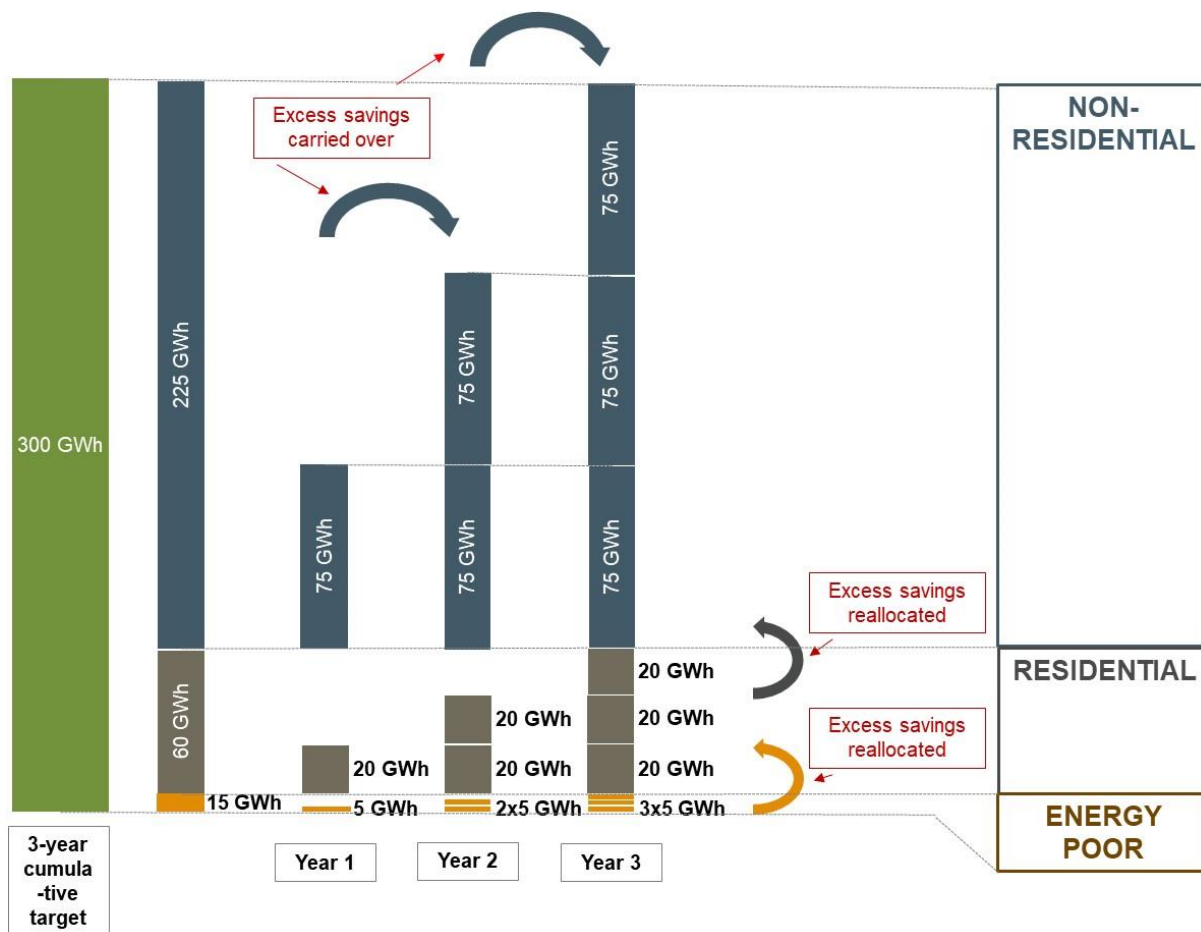 Excess savings
carried over
NON-
RESIDENTIAL
300 GWh
225 GWh
75 GWh
75 GWh
75 GWh
75 GWh
75 GWh
75 GWh
60 GWh
15 GWh
20 GWh
5 GWh
20 GWh
20 GWh
2x5 GWh
20 GWh
20 GWh
20 GWh
3x5 GWh
Excess savings
reallocated
RESIDENTIAL
Excess savings
reallocated
ENERGY
POOR
3-year
cumula
-tive
target
Year 1
Year 2
Year 3